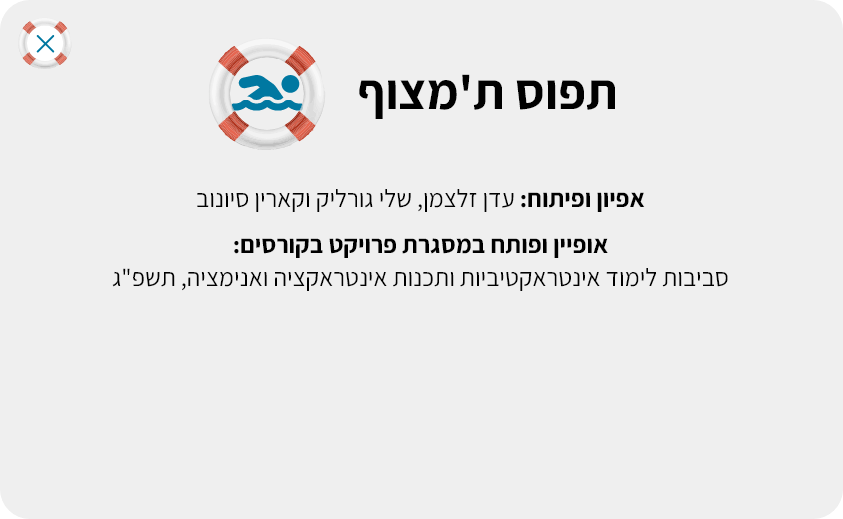 תפוס ת'מצוף
אפיון ופיתוח: עדן זלצמן, שלי גורליק וקארין סיונוב
אופיין ופותח במסגרת פרויקט בקורסים:
סביבות לימוד אינטראקטיביות ותכנות אינטראקציה ואנימציה, תשפ"ג